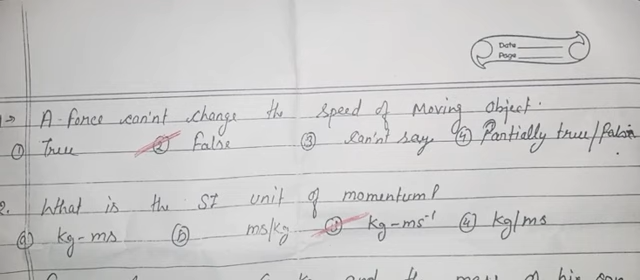 Date
Page
1→ A force can'nt change the speed of Moving object.
① True ② False ③ can'nt say ④ Partially true/false
2. What is the SI unit of momentum?
ⓐ kg-ms ⓑ ms/kg ③ kg-ms⁻¹ ④ kg/ms